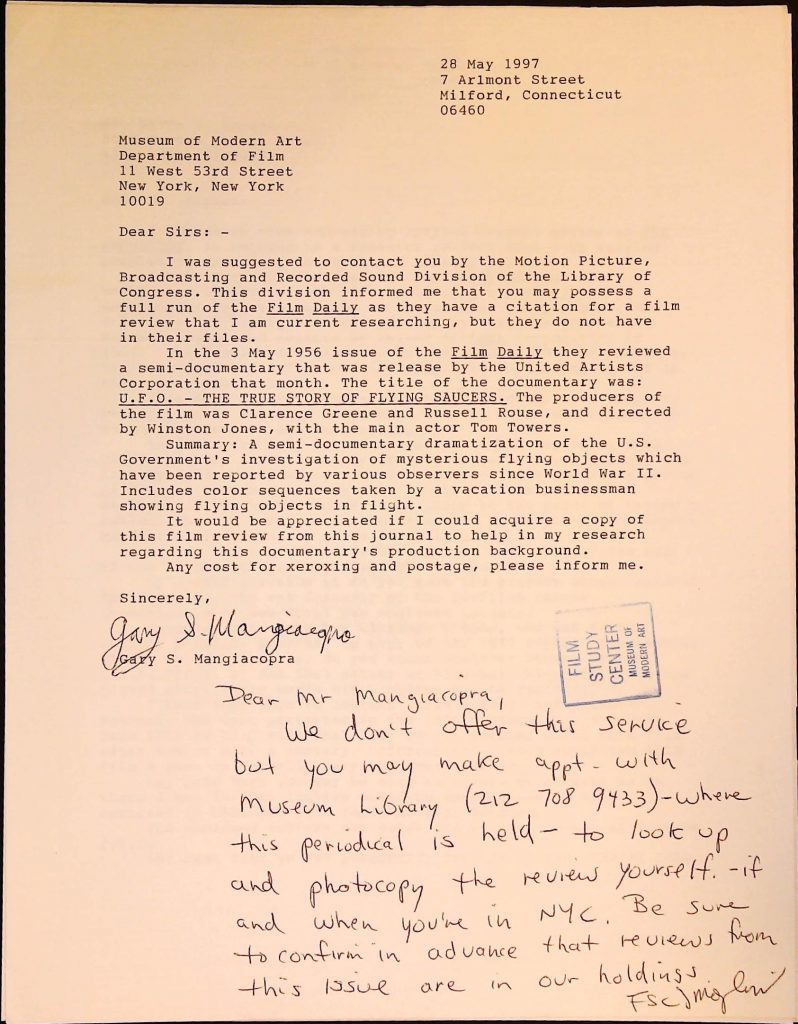 28 May 1997
7 Arlmont Street
Milford, Connecticut
06460
Museum of Modern Art
Department of Film
11 West 53rd Street
New York, New York
10019
Dear Sirs: -
I was suggested to contact you by the Motion Picture,
Broadcasting and Recorded Sound Division of the Library of
Congress. This division informed me that you may possess a
full run of the Film Daily as they have a citation for a film
review that I am current researching, but they do not have
in their files.
In the 3 May 1956 issue of the Film Daily they reviewed
a semi-documentary that was release by the United Artists
Corporation that month. The title of the documentary was:
U.F.O. - THE TRUE STORY OF FLYING SAUCERS. The producers of
the film was Clarence Greene and Russell Rouse, and directed
by Winston Jones, with the main actor Tom Towers.
Summary: A semi-documentary dramatization of the U.S.
Government's investigation of mysterious flying objects which
have been reported by various observers since World War II.
Includes color sequences taken by a vacation businessman
showing flying objects in flight.
It would be appreciated if I could acquire a copy of
this film review from this journal to help in my research
regarding this documentary's production background.
Any cost for xeroxing and postage, please inform me.
Sincerely,
Gary S. Mangiacopra
Gary S. Mangiacopra
FILM
STUDY
CENTER
MUSEUM OF
MODERN ART
Dear Mr Mangiacopra,
We don't offer this service
but you may make appt - with
Museum Library (212 708 9433) - where
this periodical is held - to look up
and photocopy the review yourself. - if
and when you're in NYC. Be sure
to confirm in advance that reviews from
this issue are in our holdings
FSC